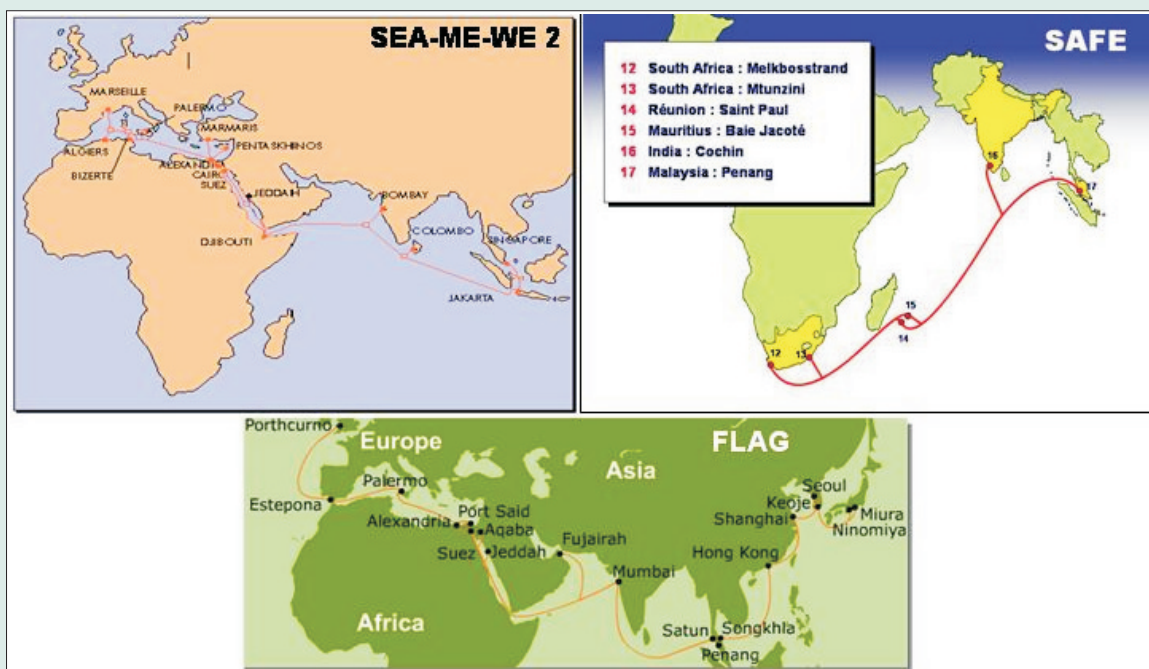 SEA-ME-WE 2
MARSEILLE
PALERMO
MARMARIS
PENTASKHINOS
ALGIERS
BIZERTE
ALEXANDRIA
CAIRO
SUEZ
JEDDAH
BOMBAY
DJIBOUTI
COLOMBO
SINGAPORE
JAKARTA
SAFE
12 South Africa : Melkbosstrand
13 South Africa : Mtunzini
14 Réunion : Saint Paul
15 Mauritius : Baie Jacoté
16 India : Cochin
17 Malaysia : Penang
16
17
15
14
12
13
FLAG
Porthcurno
Europe
Asia
Seoul
Keoje
Palermo
Estepona
Port Said
Shanghai
Miura
Ninomiya
Alexandria
Aqaba
Fujairah
Suez
Jeddah
Hong Kong
Mumbai
Africa
Satun
Songkhla
Penang